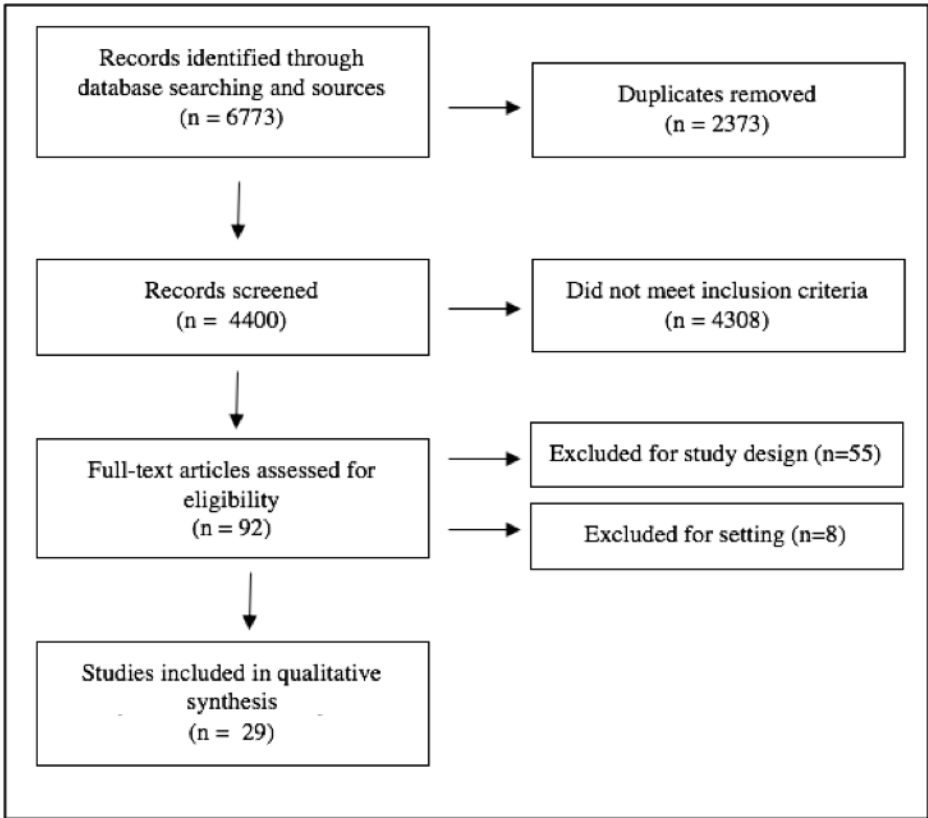 Records identified through
database searching and sources
(n = 6773)
Duplicates removed
(n = 2373)
Records screened
(n = 4400)
Did not meet inclusion criteria
(n = 4308)
Full-text articles assessed for
eligibility
(n = 92)
Excluded for study design (n=55)
Excluded for setting (n=8)
Studies included in qualitative
synthesis
(n = 29)